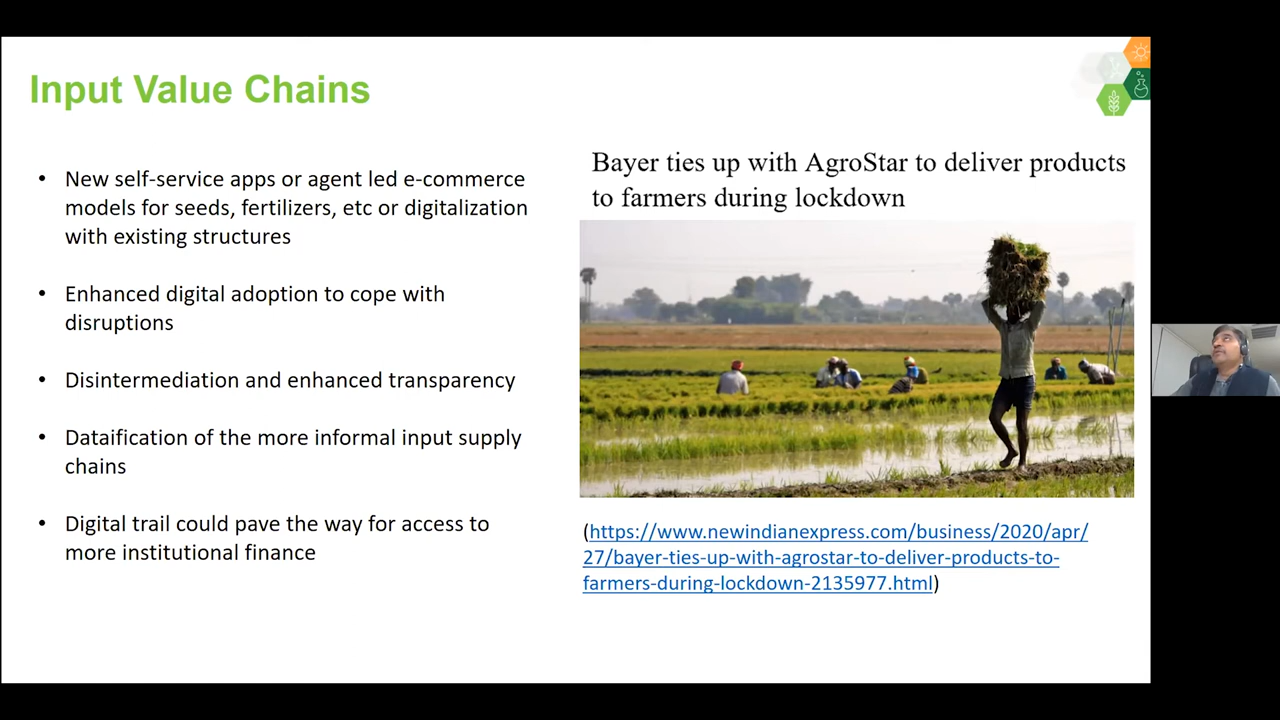 Input Value Chains
• New self-service apps or agent led e-commerce
models for seeds, fertilizers, etc or digitalization
with existing structures
• Enhanced digital adoption to cope with
disruptions
• Disintermediation and enhanced transparency
• Dataification of the more informal input supply
chains
• Digital trail could pave the way for access to
more institutional finance
Bayer ties up with AgroStar to deliver products
to farmers during lockdown
(https://www.newindianexpress.com/business/2020/apr/
27/bayer-ties-up-with-agrostar-to-deliver-products-to-
farmers-during-lockdown-2135977.html)